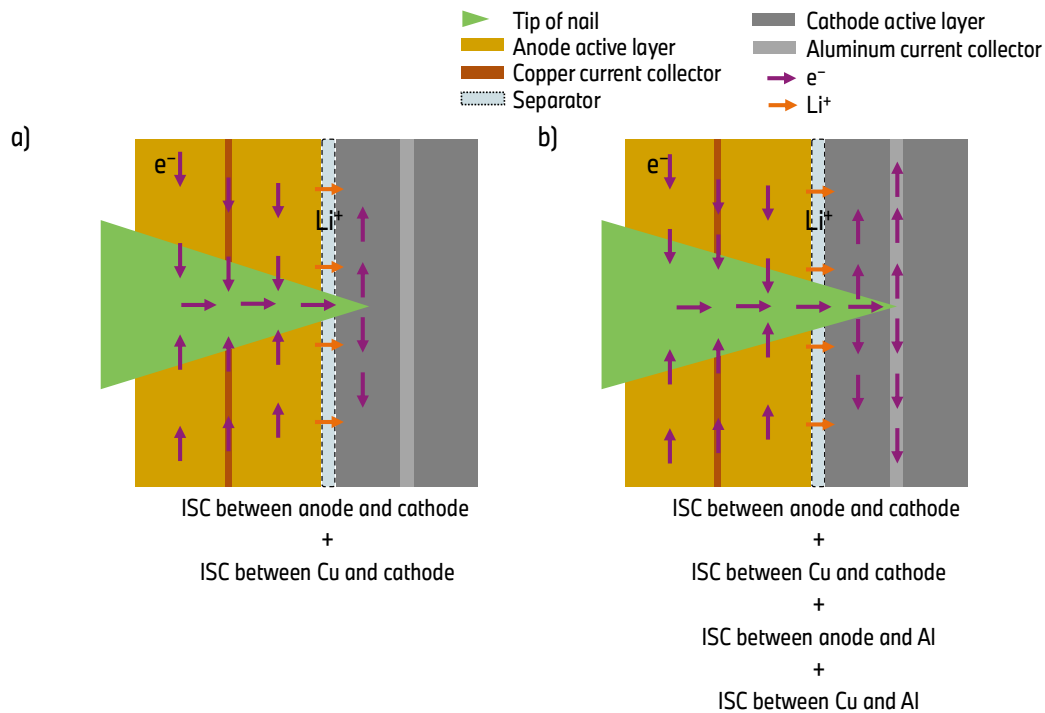 Tip of nail
Anode active layer
Copper current collector
Separator
Cathode active layer
Aluminum current collector
e⁻
Li⁺
a)
e⁻
Li⁺
ISC between anode and cathode
+
ISC between Cu and cathode
b)
e⁻
Li⁺
ISC between anode and cathode
+
ISC between Cu and cathode
+
ISC between anode and Al
+
ISC between Cu and Al